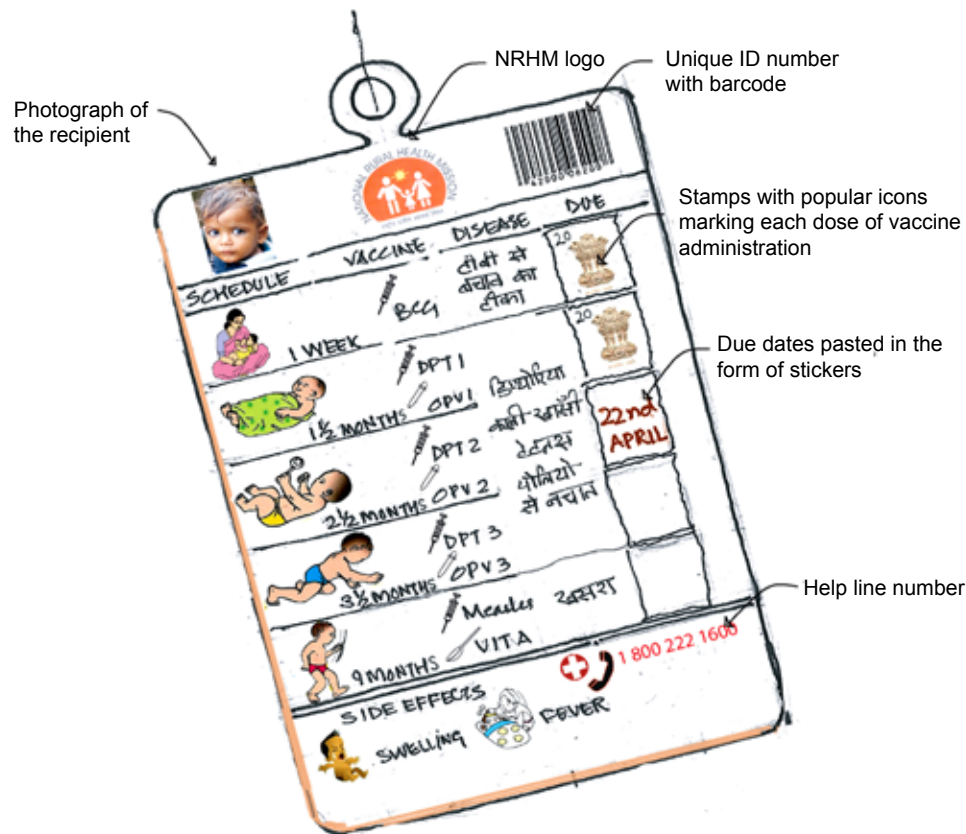 NRHM logo
Unique ID number
with barcode
Photograph of
the recipient
NATIONAL RURAL HEALTH MISSION
Stamps with popular icons
marking each dose of vaccine
administration
SCHEDULE VACCINE DISEASE DUE
1 WEEK BCG टीबी से
बचाव का
टीका
20
20
Due dates pasted in the
form of stickers
1½ MONTHS DPT 1
OPV 1
डिप्थीरिया
काली खाँसी
टेटनस
पोलियो
से बचाव
22nd
APRIL
2½ MONTHS DPT 2
OPV 2
3½ MONTHS DPT 3
OPV 3
Help line number
9 MONTHS Measles खसरा
VIT.A
1 800 222 1600
SIDE EFFECTS
SWELLING FEVER